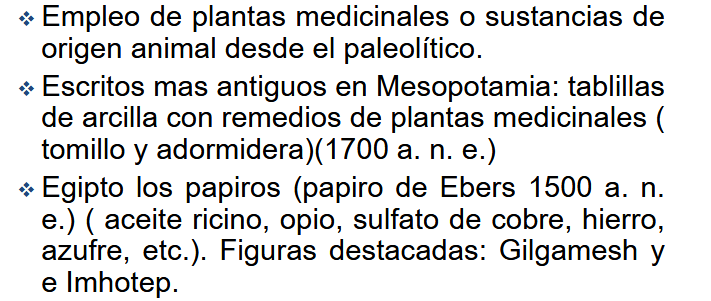 ❖ Empleo de plantas medicinales o sustancias de
origen animal desde el paleolítico.
❖ Escritos mas antiguos en Mesopotamia: tablillas
de arcilla con remedios de plantas medicinales (
tomillo y adormidera)(1700 a. n. e.)
❖ Egipto los papiros (papiro de Ebers 1500 a. n.
e.) ( aceite ricino, opio, sulfato de cobre, hierro,
azufre, etc.). Figuras destacadas: Gilgamesh y
e Imhotep.